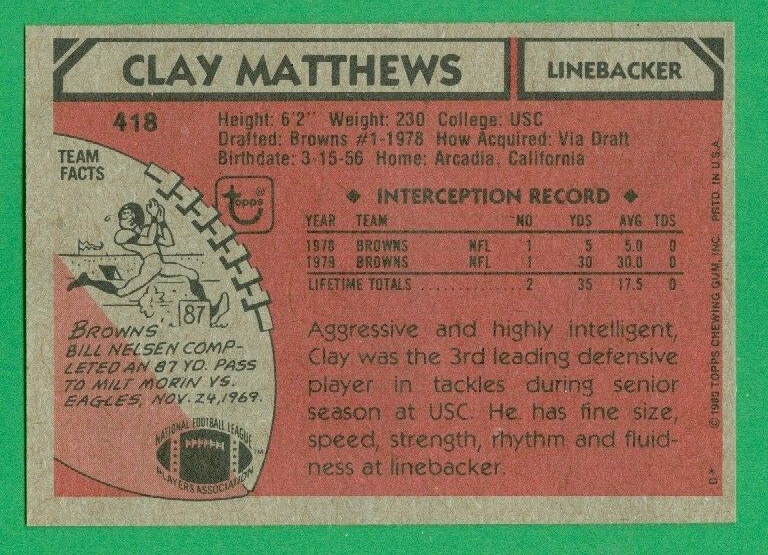 CLAY MATTHEWS
LINEBACKER
418
Height: 6'2" Weight: 230 College: USC
Drafted: Browns #1-1978 How Acquired: Via Draft
Birthdate: 3-15-56 Home: Arcadia, California
TEAM
FACTS
topps
INTERCEPTION RECORD
YEAR TEAM NO YDS AVG TDS
1978 BROWNS NFL 1 5 5.0 0
1979 BROWNS NFL 1 30 30.0 0
LIFETIME TOTALS 2 35 17.5 0
87
BROWNS'
BILL NELSEN COMP-
LETED AN 87 YD. PASS
TO MILT MORIN VS.
EAGLES, NOV. 24, 1969.
Aggressive and highly intelligent,
Clay was the 3rd leading defensive
player in tackles during senior
season at USC. He has fine size,
speed, strength, rhythm and fluid-
ness at linebacker.
NATIONAL FOOTBALL LEAGUE
PLAYERS ASSOCIATION
TM
D*
© 1980 TOPPS CHEWING GUM, INC. PRTD. IN U.S.A.